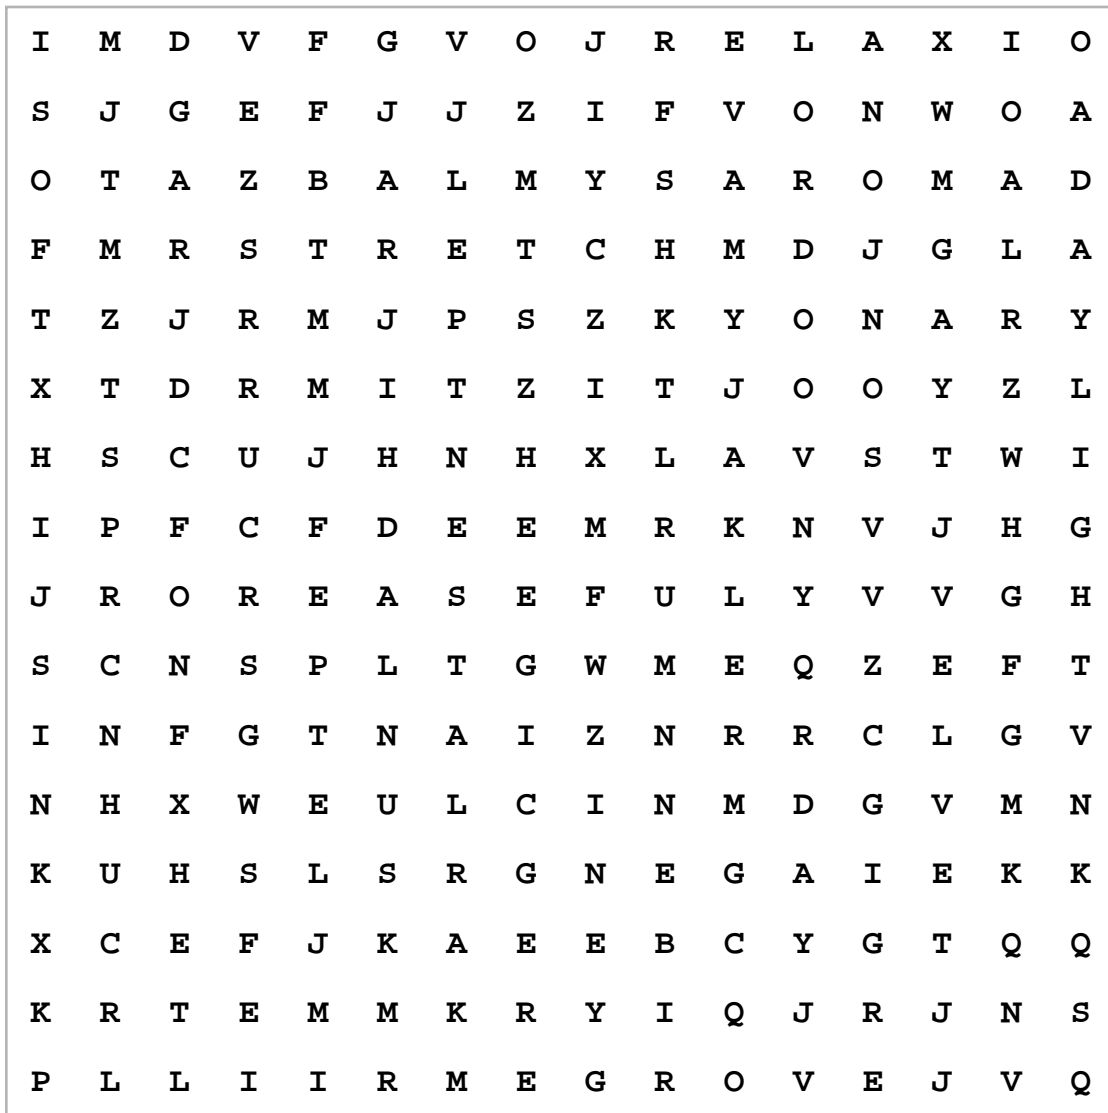 I M D V F G V O J R E L A X I O
S J G E F J J Z I F V O N W O A
O T A Z B A L M Y S A R O M A D
F M R S T R E T C H M D J G L A
T Z J R M J P S Z K Y O N A R Y
X T D R M I T Z I T J O O Y Z L
H S C U J H N H X L A V S T W I
I P F C F D E E M R K N V J H G
J R O R E A S E F U L Y V V G H
S C N S P L T G W M E Q Z E F T
I N F G T N A I Z N R R C L G V
N H X W E U L C I N M D G V M N
K U H S L S R G N E G A I E K K
X C E F J K A E E B C Y G T Q Q
K R T E M M K R Y I Q J R J N S
P L L I I R M E G R O V E J V Q